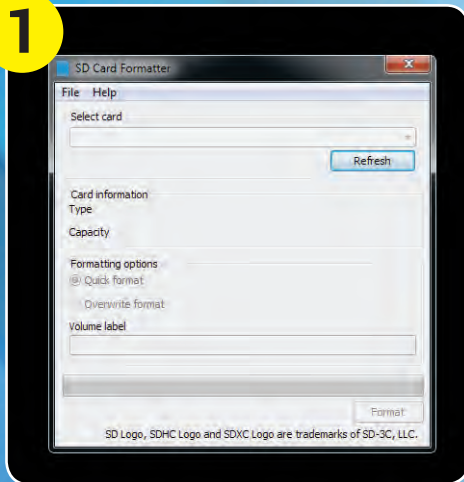 1
SD Card Formatter
File Help
Select card
Refresh
Card information
Type
Capacity
Formatting options
Quick format
Overwrite format
Volume label
Format
SD Logo, SDHC Logo and SDXC Logo are trademarks of SD-3C, LLC.